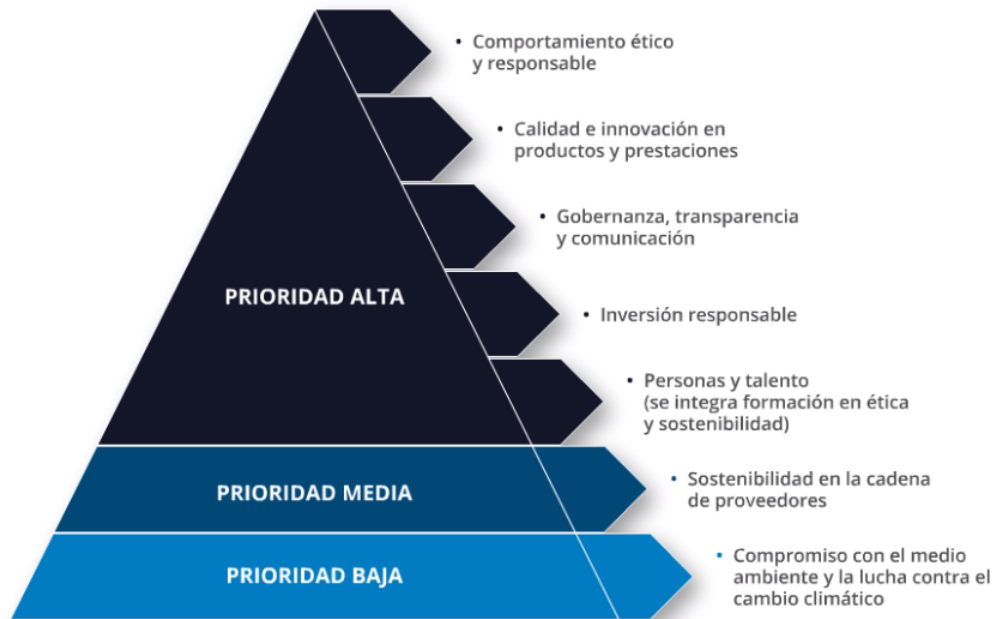 • Comportamiento ético
y responsable
• Calidad e innovación en
productos y prestaciones
• Gobernanza, transparencia
y comunicación
PRIORIDAD ALTA
• Inversión responsable
• Personas y talento
(se integra formación en ética
y sostenibilidad)
PRIORIDAD MEDIA
• Sostenibilidad en la cadena
de proveedores
PRIORIDAD BAJA
• Compromiso con el medio
ambiente y la lucha contra el
cambio climático